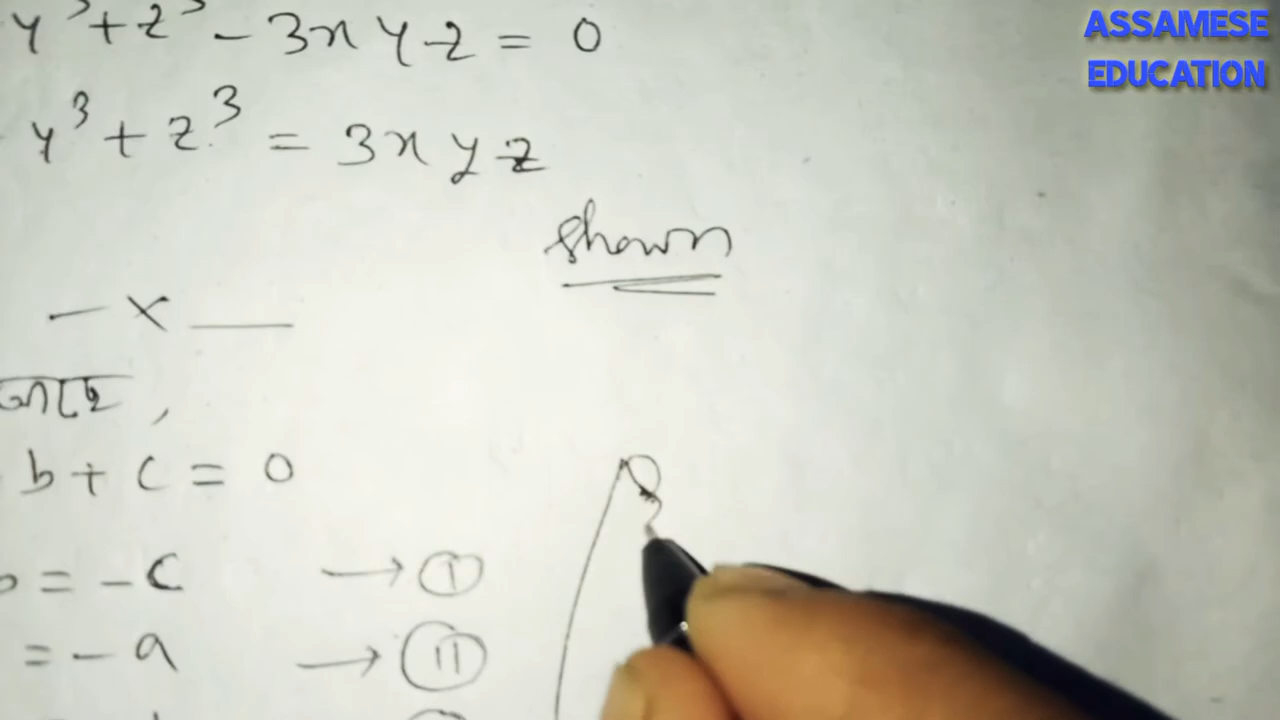 y³ + z³ - 3xyz = 0
ASSAMESE
EDUCATION
y³ + z³ = 3xyz
shown
— x —
b + c = 0
b = - c → (I)
= - a → (II)